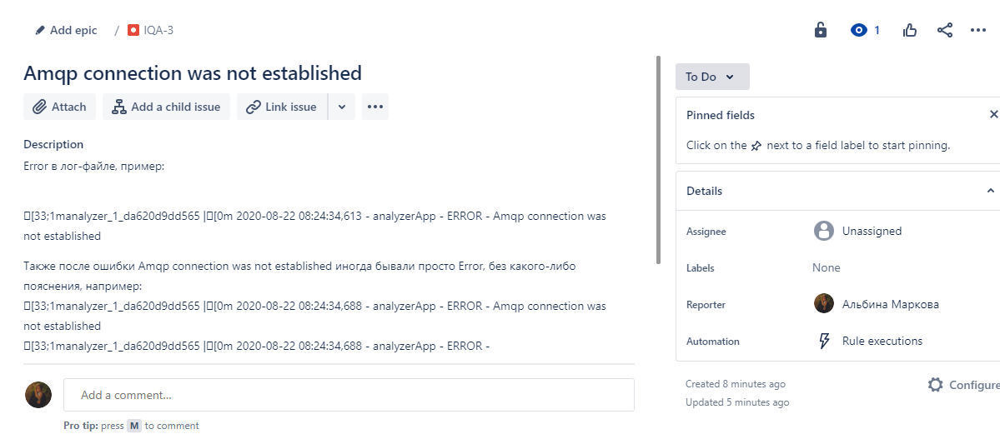 Add epic / IQA-3
1
Amqp connection was not established
Attach
Add a child issue
Link issue
Description
Error в лог-файле, пример:
[33;1manalyzer_1_da620d9dd565 |[0m 2020-08-22 08:24:34,613 - analyzerApp - ERROR - Amqp connection was
not established
Также после ошибки Amqp connection was not established иногда бывали просто Error, без какого-либо
пояснения, например:
[33;1manalyzer_1_da620d9dd565 |[0m 2020-08-22 08:24:34,688 - analyzerApp - ERROR - Amqp connection was
not established
[33;1manalyzer_1_da620d9dd565 |[0m 2020-08-22 08:24:34,688 - analyzerApp - ERROR -
Add a comment...
Pro tip: press M to comment
To Do
Pinned fields
Click on the next to a field label to start pinning.
Details
Assignee Unassigned
Labels None
Reporter Альбина Маркова
Automation Rule executions
Created 8 minutes ago
Updated 5 minutes ago
Configure